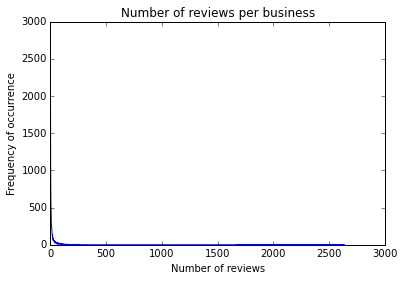 Number of reviews per business
Frequency of occurrence
3000
2500
2000
1500
1000
500
0
0 500 1000 1500 2000 2500 3000
Number of reviews